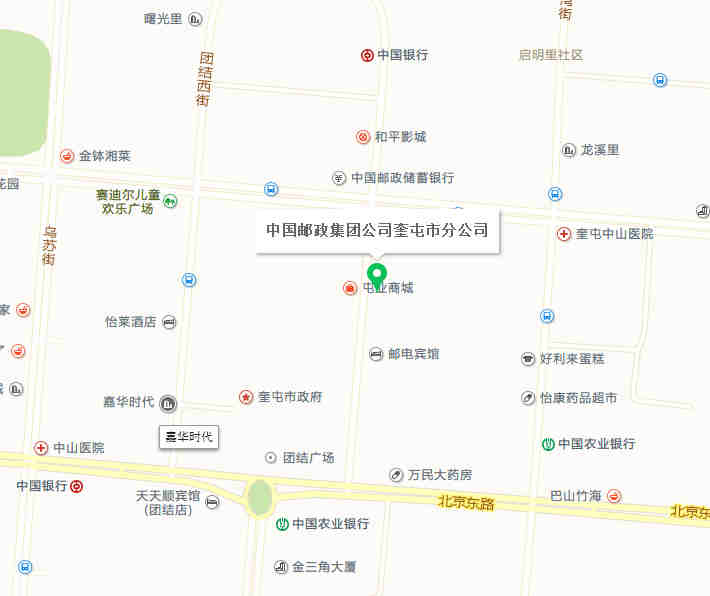 湾街
曙光里
中国银行
启明里社区
团结西街
和平影城
龙溪里
金钵湘菜
花园
中国邮政储蓄银行
赛迪尔儿童
欢乐广场
中国邮政集团公司奎屯市分公司
奎屯中山医院
乌苏街
屯业商城
家
怡莱酒店
邮电宾馆
好利来蛋糕
奎屯市政府
怡康药品超市
嘉华时代
嘉华时代
中山医院
中国农业银行
团结广场
万民大药房
中国银行
天天顺宾馆
(团结店)
北京东路
巴山竹海
北京东
中国农业银行
金三角大厦